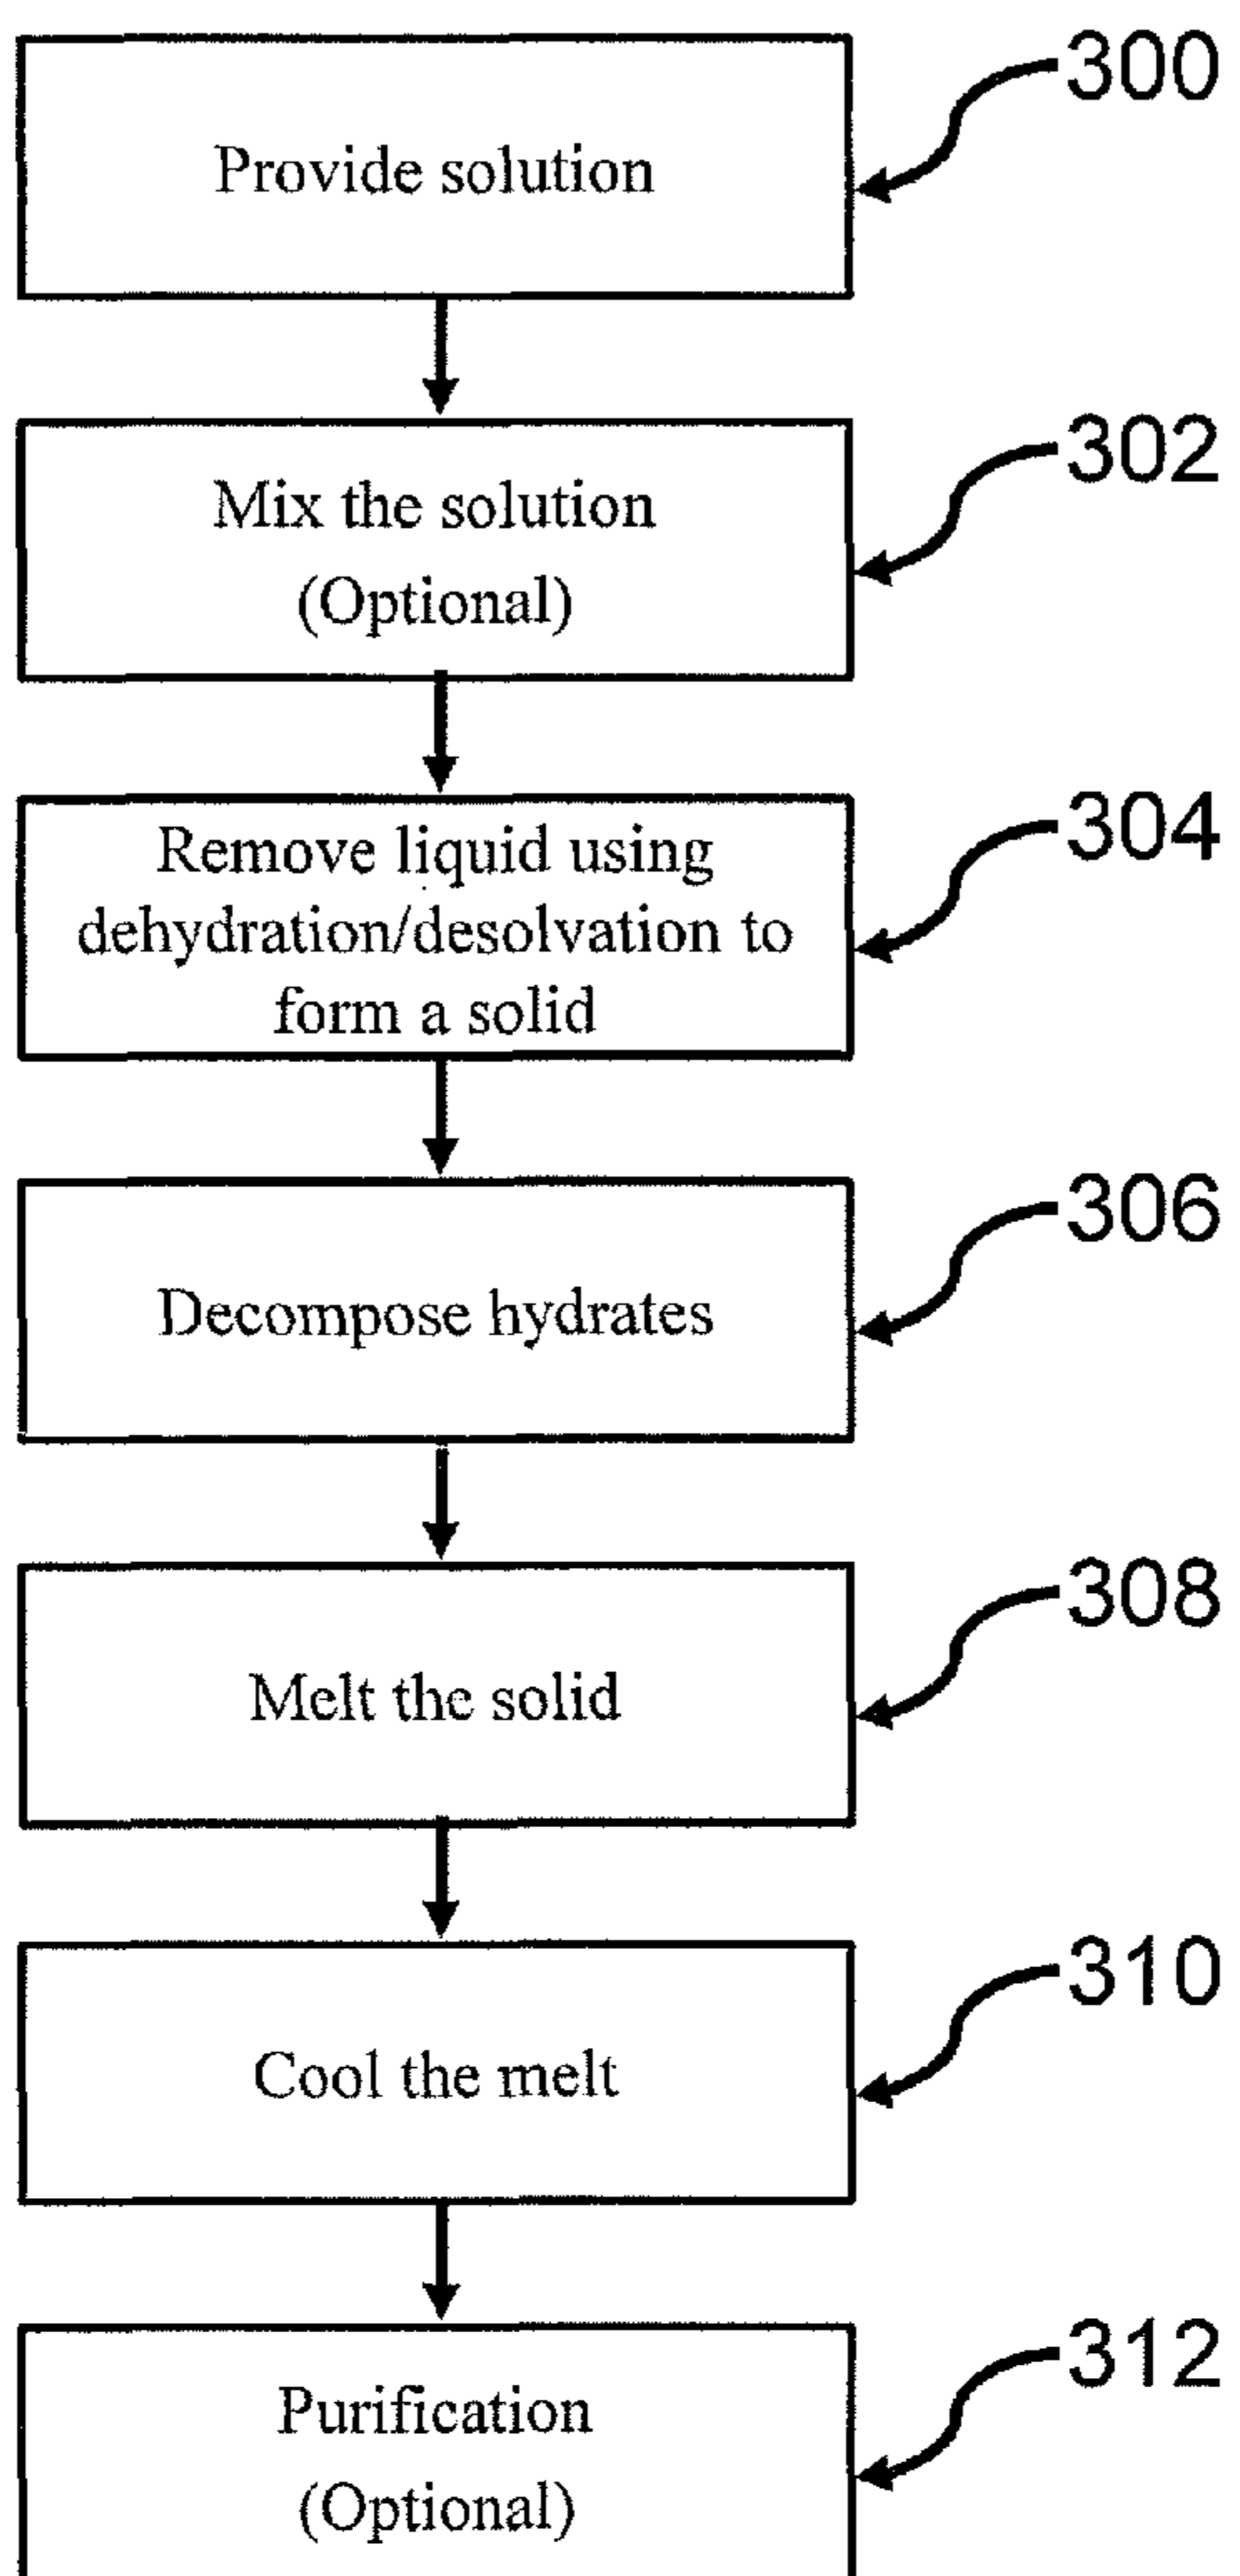 Provide solution
300
Mix the solution
(Optional)
302
Remove liquid using
dehydration/desolvation to
form a solid
304
Decompose hydrates
306
Melt the solid
308
Cool the melt
310
Purification
(Optional)
312